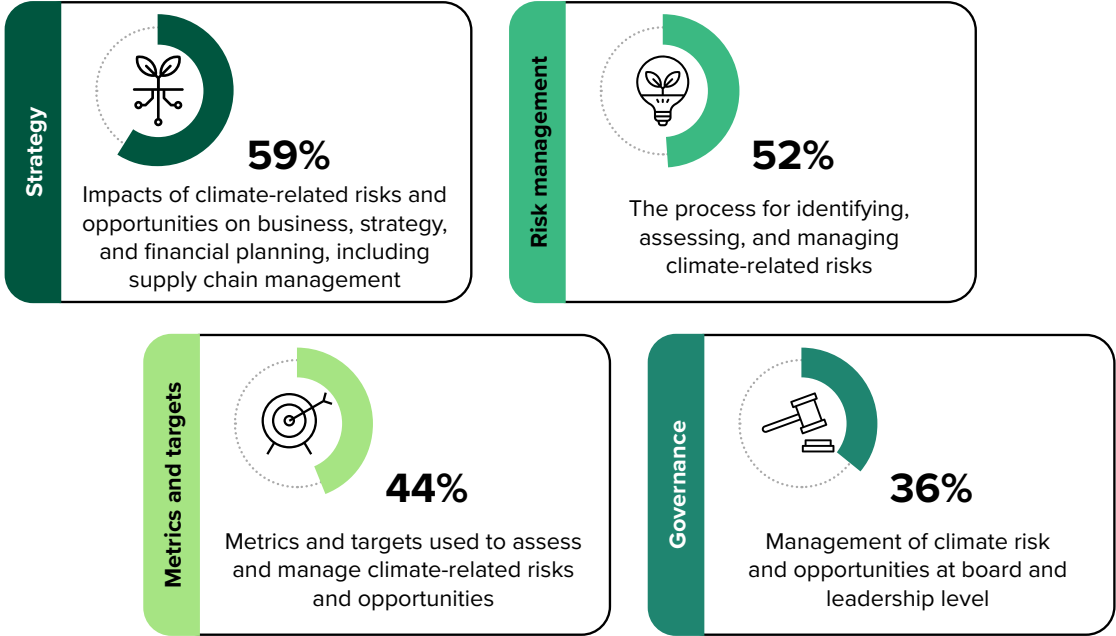 Strategy
59%
Impacts of climate-related risks and
opportunities on business, strategy,
and financial planning, including
supply chain management
Risk management
52%
The process for identifying,
assessing, and managing
climate-related risks
Metrics and targets
44%
Metrics and targets used to assess
and manage climate-related risks
and opportunities
Governance
36%
Management of climate risk
and opportunities at board and
leadership level